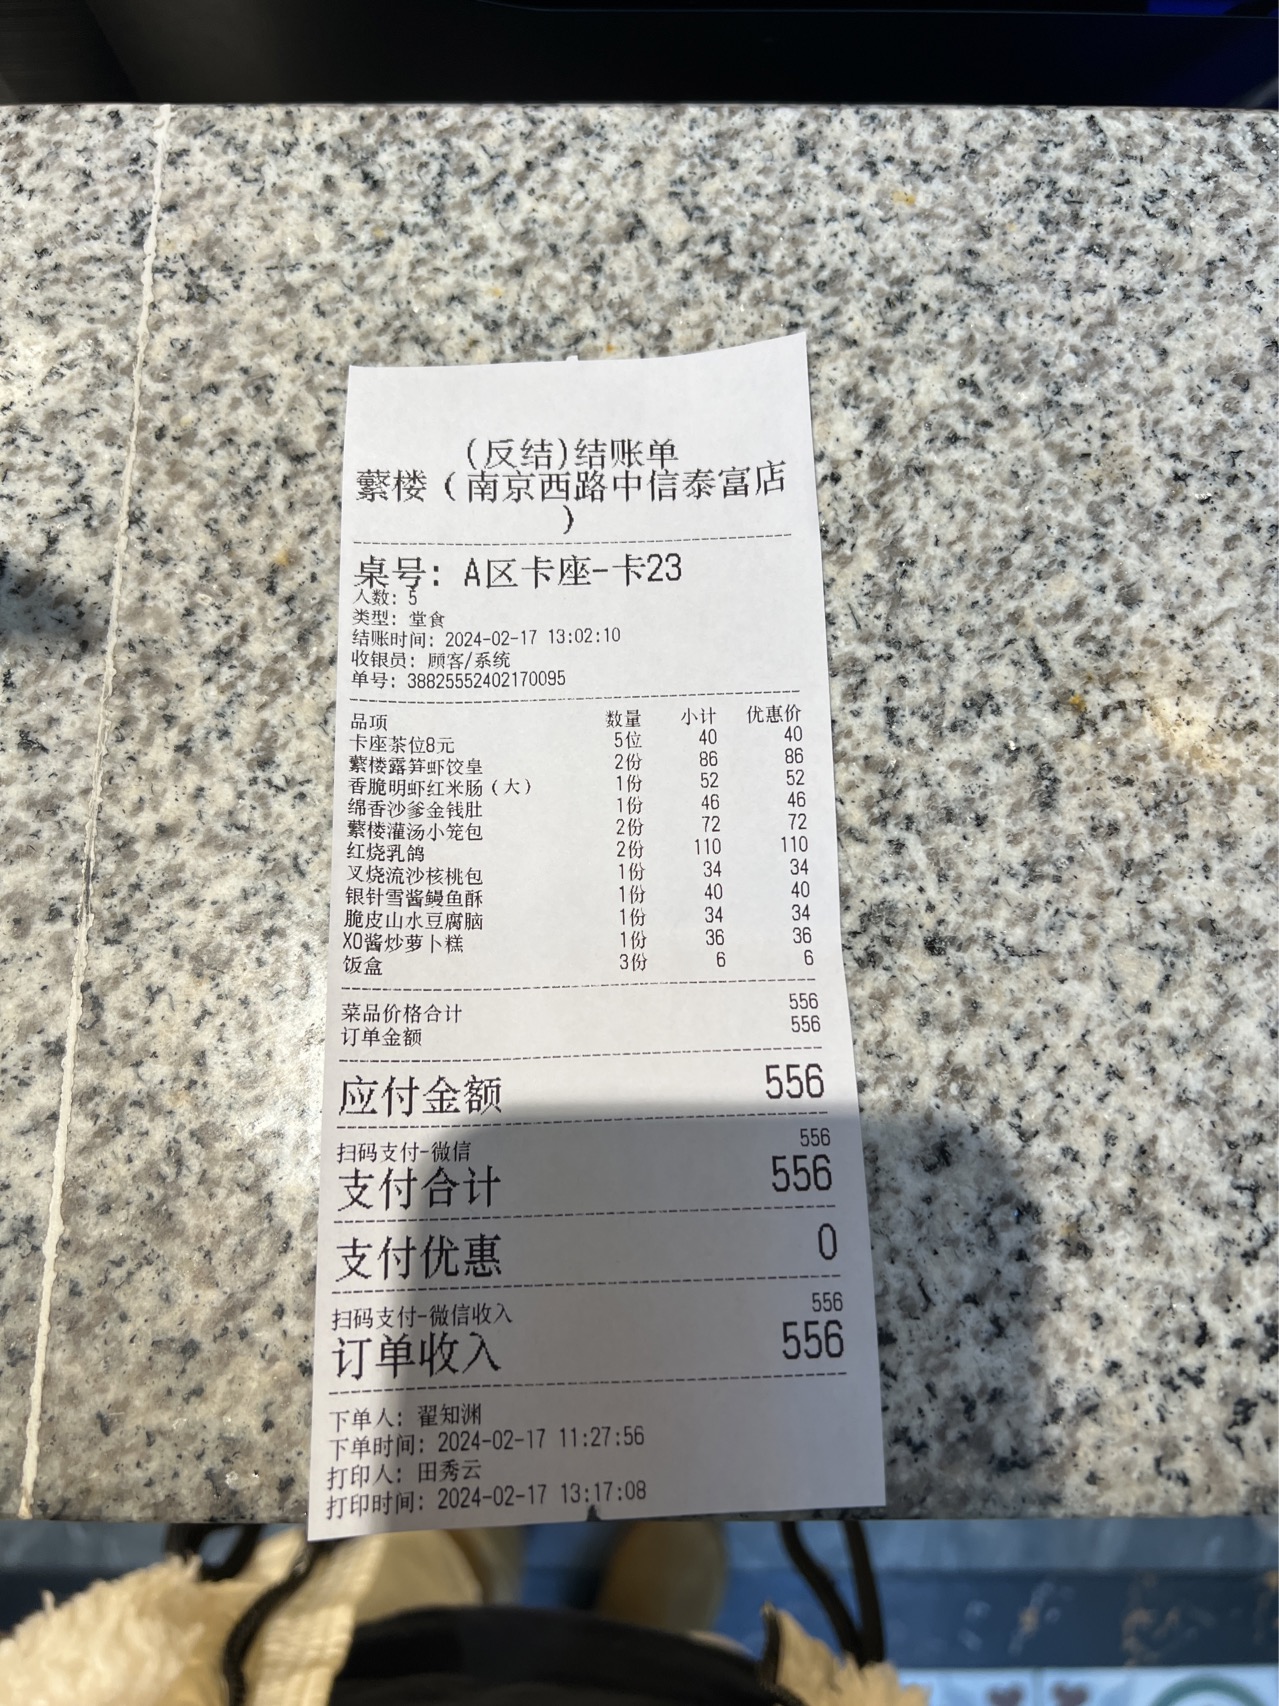 (反结)结账单
蘩楼(南京西路中信泰富店
)
桌号: A区卡座-卡23
人数: 5
类型: 堂食
结账时间: 2024-02-17 13:02:10
收银员: 顾客/系统
单号: 38825552402170095
品项 数量 小计 优惠价
卡座茶位8元 5位 40 40
蘩楼露笋虾饺皇 2份 86 86
香脆明虾红米肠(大) 1份 52 52
绵香沙爹金钱肚 1份 46 46
蘩楼灌汤小笼包 2份 72 72
红烧乳鸽 2份 110 110
叉烧流沙核桃包 1份 34 34
银针雪酱鳗鱼酥 1份 40 40
脆皮山水豆腐脑 1份 34 34
XO酱炒萝卜糕 1份 36 36
饭盒 3份 6 6
菜品价格合计 556
订单金额 556
应付金额 556
扫码支付-微信 556
支付合计 556
支付优惠 0
扫码支付-微信收入 556
订单收入 556
下单人: 翟知渊
下单时间: 2024-02-17 11:27:56
打印人: 田秀云
打印时间: 2024-02-17 13:17:08